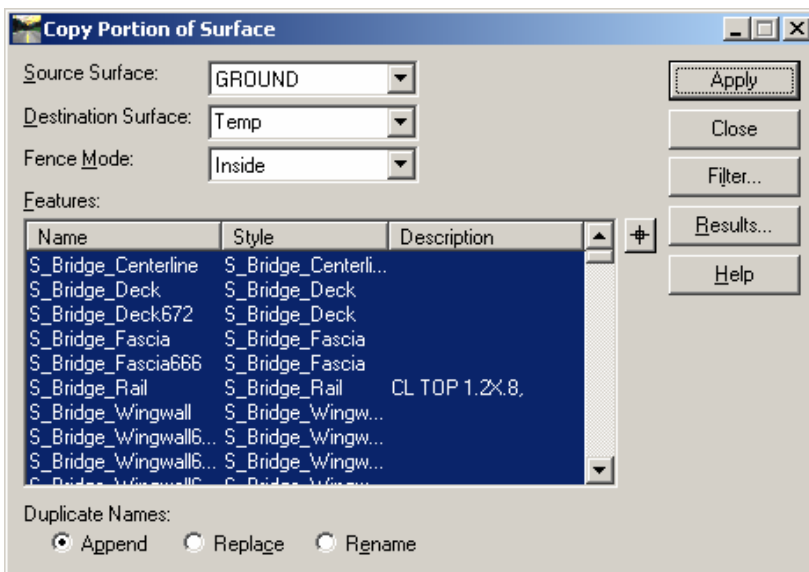 Copy Portion of Surface
Source Surface: GROUND
Destination Surface: Temp
Fence Mode: Inside
Features:
Name Style Description
S_Bridge_Centerline S_Bridge_Centerli...
S_Bridge_Deck S_Bridge_Deck
S_Bridge_Deck672 S_Bridge_Deck
S_Bridge_Fascia S_Bridge_Fascia
S_Bridge_Fascia666 S_Bridge_Fascia
S_Bridge_Rail S_Bridge_Rail CL TOP 1.2X.8,
S_Bridge_Wingwall S_Bridge_Wingw...
S_Bridge_Wingwall6... S_Bridge_Wingw...
S_Bridge_Wingwall6... S_Bridge_Wingw...
Duplicate Names:
Append Replace Rename
Apply
Close
Filter...
Results...
Help